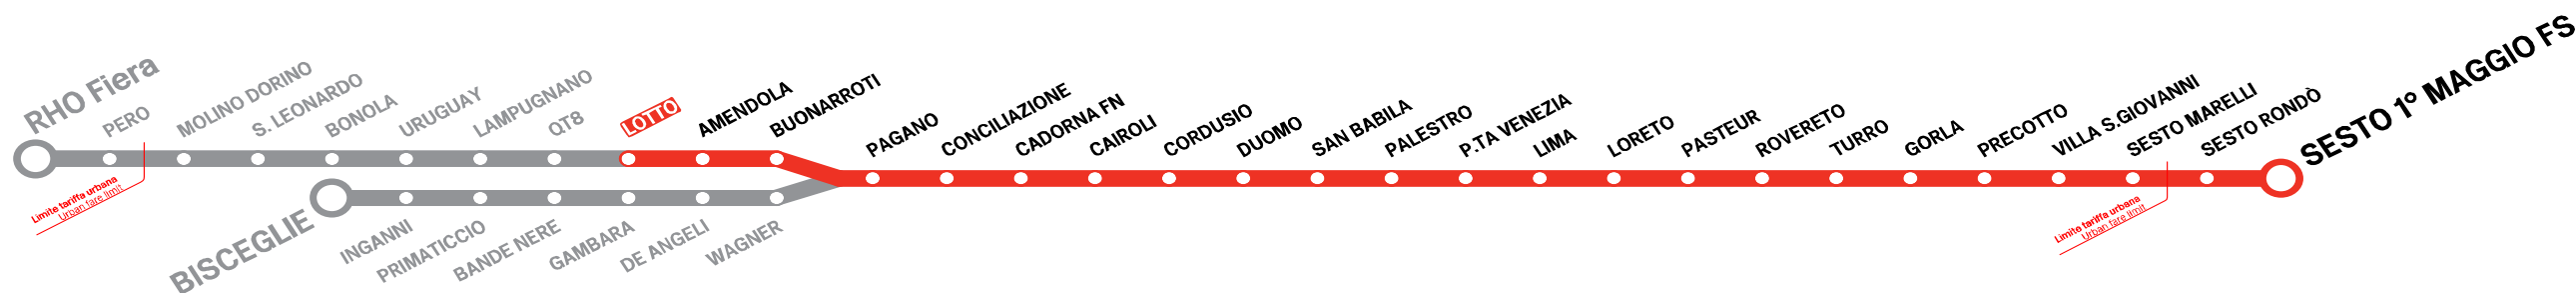 RHO Fiera
PERO
MOLINO DORINO
S. LEONARDO
BONOLA
URUGUAY
LAMPUGNANO
QT8
LOTTO
AMENDOLA
BUONARROTI
PAGANO
CONCILIAZIONE
CADORNA FN
CAIROLI
CORDUSIO
DUOMO
SAN BABILA
PALESTRO
P.TA VENEZIA
LIMA
LORETO
PASTEUR
ROVERETO
TURRO
GORLA
PRECOTTO
VILLA S.GIOVANNI
SESTO MARELLI
SESTO RONDÒ
SESTO 1° MAGGIO FS
Limite tariffa urbana
Urban fare limit
BISCEGLIE
INGANNI
PRIMATICCIO
BANDE NERE
GAMBARA
DE ANGELI
WAGNER
Limite tariffa urbana
Urban fare limit